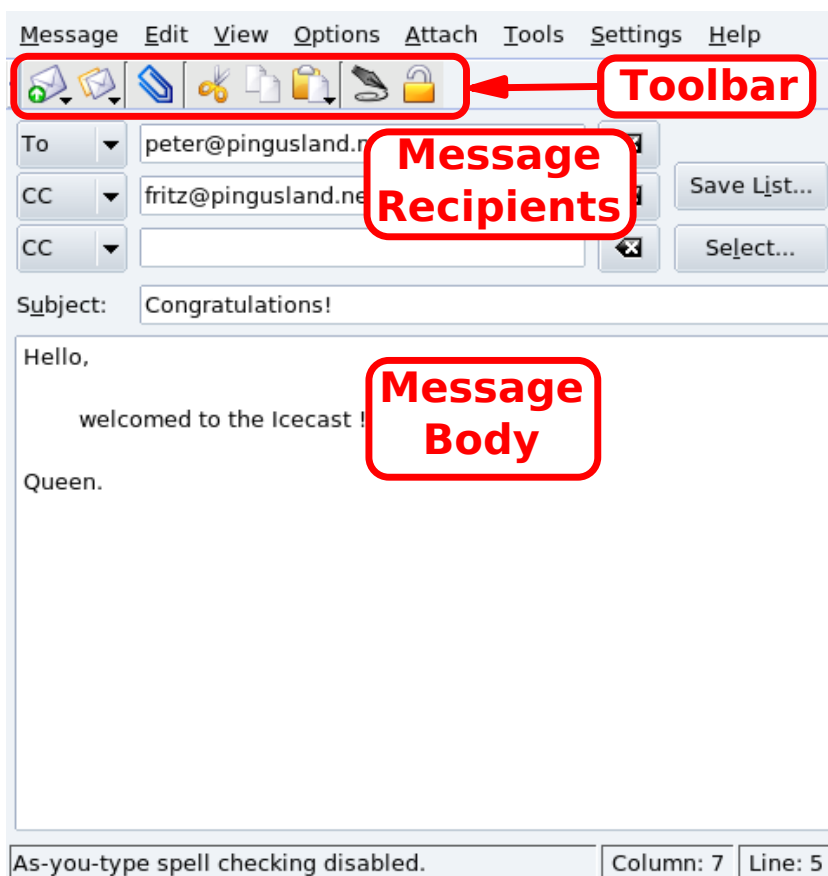 Message Edit View Options Attach Tools Settings Help
Toolbar
To peter@pingusland.n
Message
Recipients
CC fritz@pingusland.ne
Save List...
CC
Select...
Subject: Congratulations!
Hello,
welcomed to the Icecast !
Message
Body
Queen.
As-you-type spell checking disabled. Column: 7 Line: 5